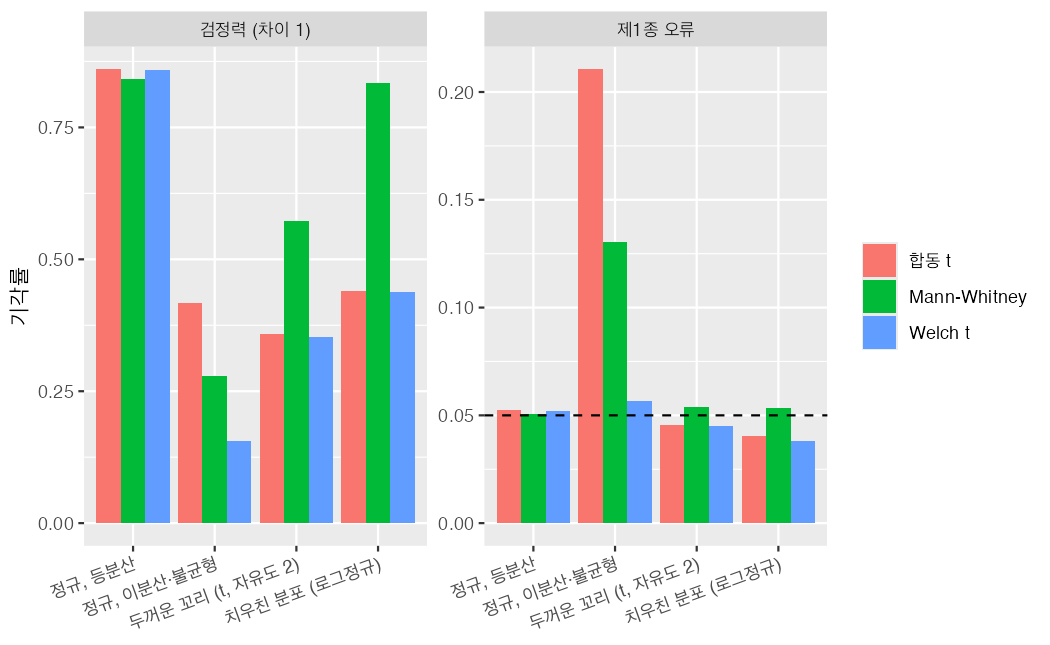 검정력 (차이 1)
제1종 오류
기각률
0.75
0.50
0.25
0.00
0.20
0.15
0.10
0.05
0.00
정규, 등분산
정규, 이분산·불균형
두꺼운 꼬리 (t, 자유도 2)
치우친 분포 (로그정규)
정규, 등분산
정규, 이분산·불균형
두꺼운 꼬리 (t, 자유도 2)
치우친 분포 (로그정규)
합동 t
Mann-Whitney
Welch t